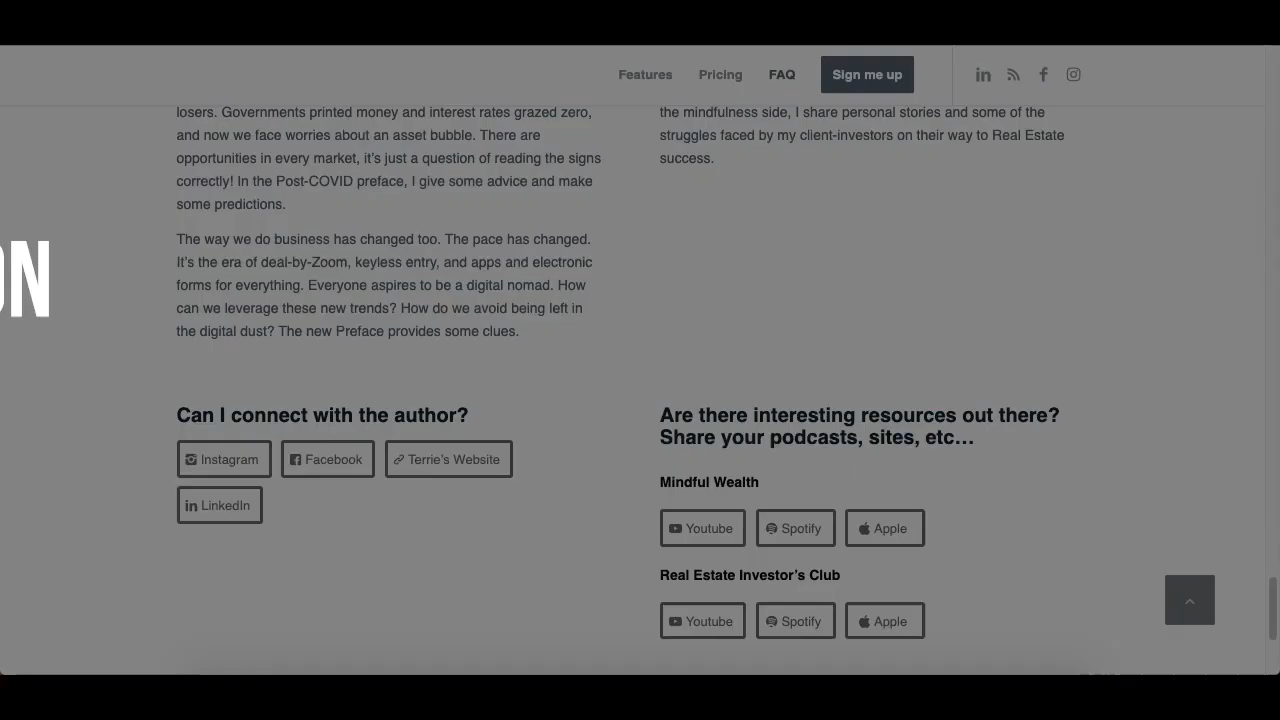 Features
Pricing
FAQ
Sign me up
losers. Governments printed money and interest rates grazed zero,
and now we face worries about an asset bubble. There are
opportunities in every market, it’s just a question of reading the signs
correctly! In the Post-COVID preface, I give some advice and make
some predictions.
The way we do business has changed too. The pace has changed.
It’s the era of deal-by-Zoom, keyless entry, and apps and electronic
forms for everything. Everyone aspires to be a digital nomad. How
can we leverage these new trends? How do we avoid being left in
the digital dust? The new Preface provides some clues.
the mindfulness side, I share personal stories and some of the
struggles faced by my client-investors on their way to Real Estate
success.
ON
Can I connect with the author?
Instagram
Facebook
Terrie’s Website
LinkedIn
Are there interesting resources out there?
Share your podcasts, sites, etc…
Mindful Wealth
Youtube
Spotify
Apple
Real Estate Investor’s Club
Youtube
Spotify
Apple